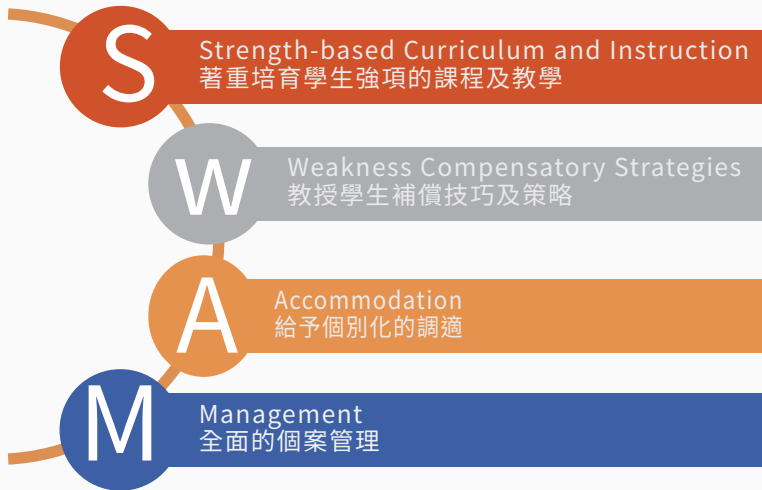 S
Strength-based Curriculum and Instruction
著重培育學生強項的課程及教學
W
Weakness Compensatory Strategies
教授學生補償技巧及策略
A
Accommodation
給予個別化的調適
M
Management
全面的個案管理